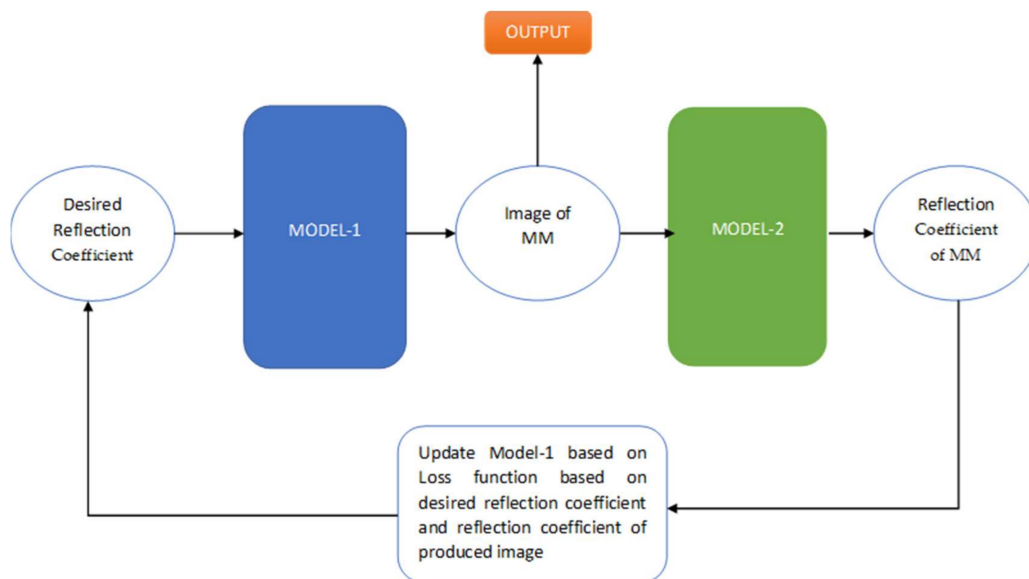 OUTPUT
Desired
Reflection
Coefficient
MODEL-1
Image of
MM
MODEL-2
Reflection
Coefficient
of MM
Update Model-1 based on
Loss function based on
desired reflection coefficient
and reflection coefficient of
produced image